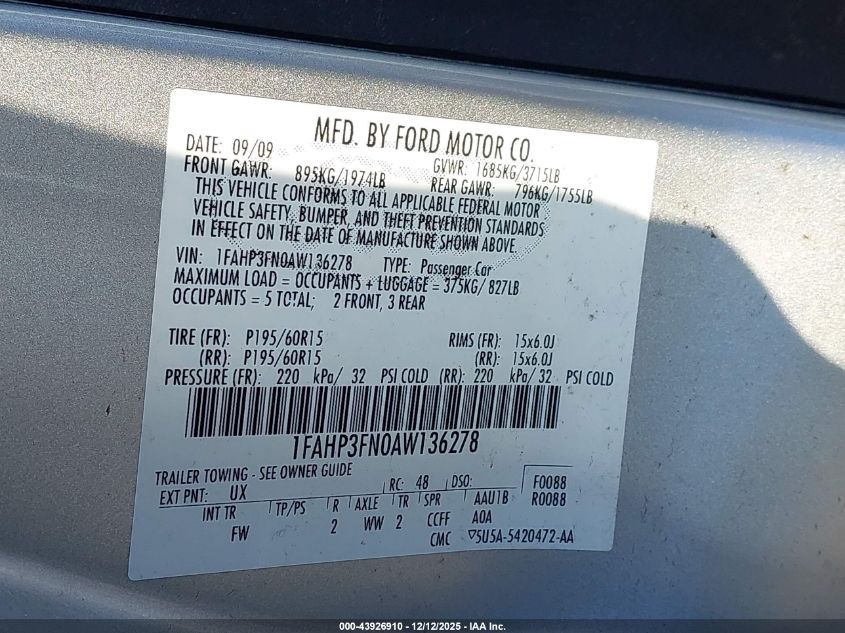 MFD. BY FORD MOTOR CO.
DATE: 09/09 GVWR: 1685KG/3715LB
FRONT GAWR: 895KG/1974LB REAR GAWR: 796KG/1755LB
THIS VEHICLE CONFORMS TO ALL APPLICABLE FEDERAL MOTOR
VEHICLE SAFETY, BUMPER, AND THEFT PREVENTION STANDARDS
IN EFFECT ON THE DATE OF MANUFACTURE SHOWN ABOVE.
VIN: 1FAHP3FN0AW136278 TYPE: Passenger Car
MAXIMUM LOAD = OCCUPANTS + LUGGAGE = 375KG/ 827LB
OCCUPANTS = 5 TOTAL; 2 FRONT, 3 REAR
TIRE (FR): P195/60R15 RIMS (FR): 15x6.0J
(RR): P195/60R15 (RR): 15x6.0J
PRESSURE (FR): 220 kPa/ 32 PSI COLD (RR): 220 kPa/ 32 PSI COLD
1FAHP3FN0AW136278
TRAILER TOWING - SEE OWNER GUIDE
EXT PNT: UX RC: 48 DSO: F0088
INT TR TP/PS R AXLE TR SPR AAU1B R0088
FW 2 WW 2 CCFF AOA
CMC ▽5U5A-5420472-AA
000-43926910 - 12/12/2025 - IAA Inc.